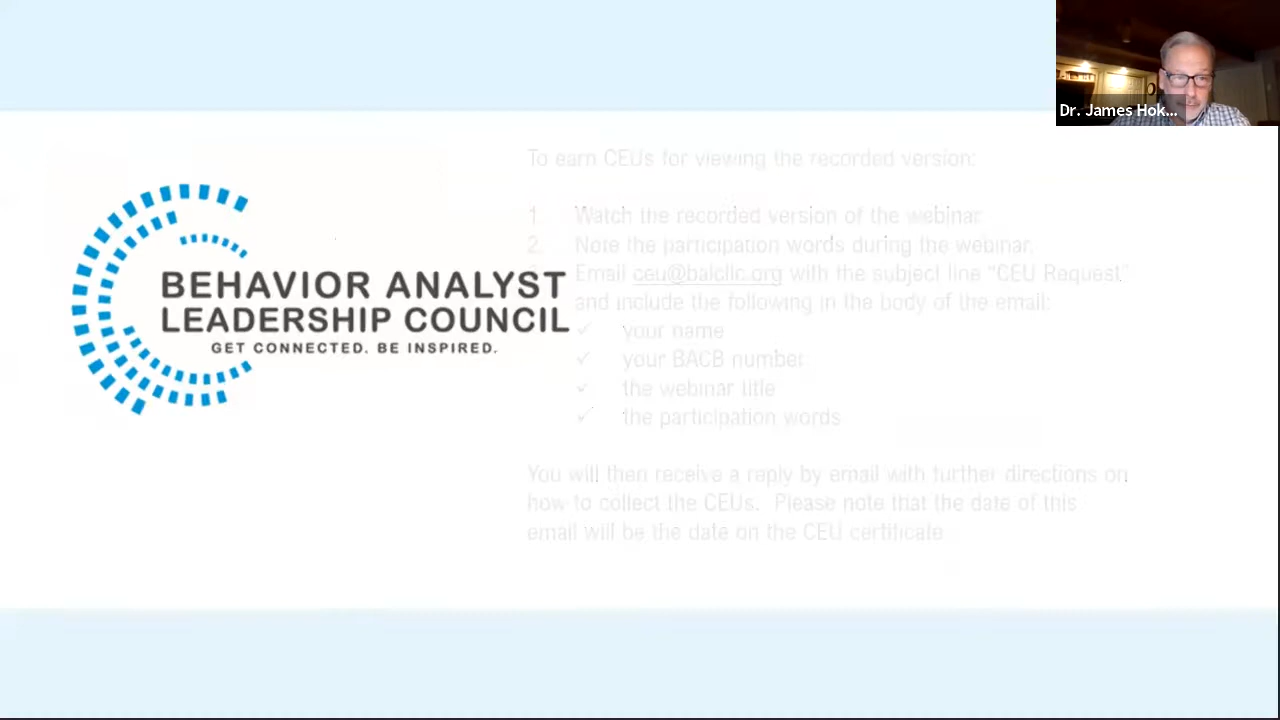 Dr. James Hok...
To earn CEUs for viewing the recorded version:
1. Watch the recorded version of the webinar.
2. Note the participation words during the webinar.
Email ceu@balcllc.org with the subject line “CEU Request”
and include the following in the body of the email:
✓ your name
✓ your BACB number
✓ the webinar title
✓ the participation words
You will then receive a reply by email with further directions on
how to collect the CEUs. Please note that the date of this
email will be the date on the CEU certificate.
BEHAVIOR ANALYST
LEADERSHIP COUNCIL
GET CONNECTED. BE INSPIRED.